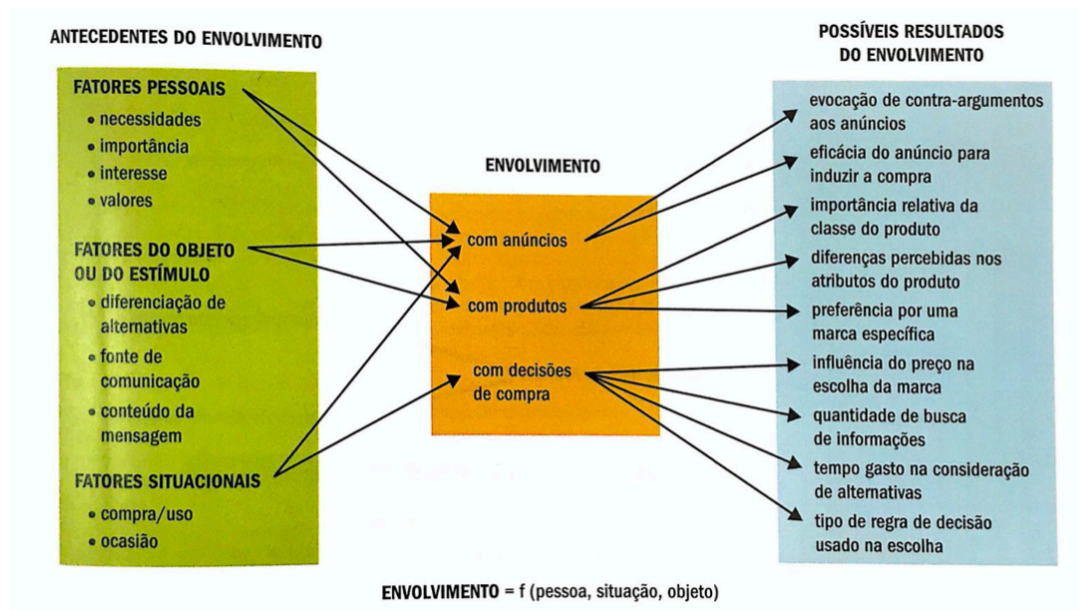 ANTECEDENTES DO ENVOLVIMENTO
FATORES PESSOAIS
• necessidades
• importância
• interesse
• valores
FATORES DO OBJETO
OU DO ESTÍMULO
• diferenciação de
alternativas
• fonte de
comunicação
• conteúdo da
mensagem
FATORES SITUACIONAIS
• compra/uso
• ocasião
ENVOLVIMENTO
com anúncios
com produtos
com decisões
de compra
POSSÍVEIS RESULTADOS
DO ENVOLVIMENTO
evocação de contra-argumentos
aos anúncios
eficácia do anúncio para
induzir a compra
importância relativa da
classe do produto
diferenças percebidas nos
atributos do produto
preferência por uma
marca específica
influência do preço na
escolha da marca
quantidade de busca
de informações
tempo gasto na consideração
de alternativas
tipo de regra de decisão
usado na escolha
ENVOLVIMENTO = f (pessoa, situação, objeto)